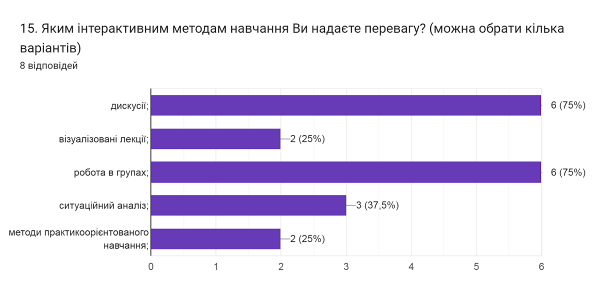 15. Яким інтерактивним методам навчання Ви надаєте перевагу? (можна обрати кілька
варіантів)
8 відповідей
дискусії;
6 (75%)
візуалізовані лекції;
2 (25%)
робота в групах;
6 (75%)
ситуаційний аналіз;
3 (37,5%)
методи практикоорієнтованого
навчання;
2 (25%)
0 1 2 3 4 5 6